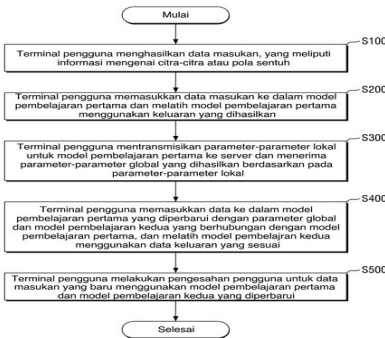 Mulai
S100
Terminal pengguna menghasilkan data masukan, yang meliputi
informasi mengenai citra-citra atau pola sentuh
S200
Terminal pengguna memasukkan data masukan ke dalam model
pembelajaran pertama dan melatih model pembelajaran pertama
menggunakan keluaran yang dihasilkan
S300
Terminal pengguna mentransmisikan parameter-parameter lokal
untuk model pembelajaran pertama ke server dan menerima
parameter-parameter global yang dihasilkan berdasarkan pada
parameter-parameter lokal
S400
Terminal pengguna memasukkan data ke dalam model
pembelajaran pertama yang diperbarui dengan parameter global
dan model pembelajaran kedua yang berhubungan dengan model
pembelajaran pertama, dan melatih model pembelajran kedua
menggunakan data keluaran yang sesuai
S500
Terminal pengguna melakukan pengesahan pengguna untuk data
masukan yang baru menggunakan model pembelajaran pertama
dan model pembelajaran kedua yang diperbarui
Selesai